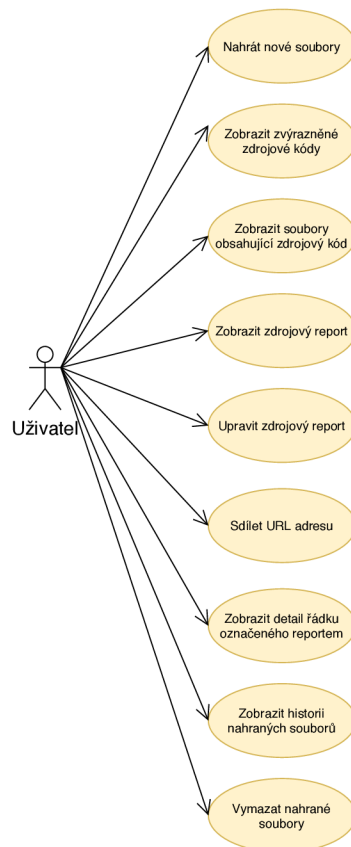 Nahrát nové soubory
Zobrazit zvýrazněné
zdrojové kódy
Zobrazit soubory
obsahující zdrojový kód
Zobrazit zdrojový report
Uživatel
Upravit zdrojový report
Sdílet URL adresu
Zobrazit detail řádku
označeného reportem
Zobrazit historii
nahraných souborů
Vymazat nahrané
soubory